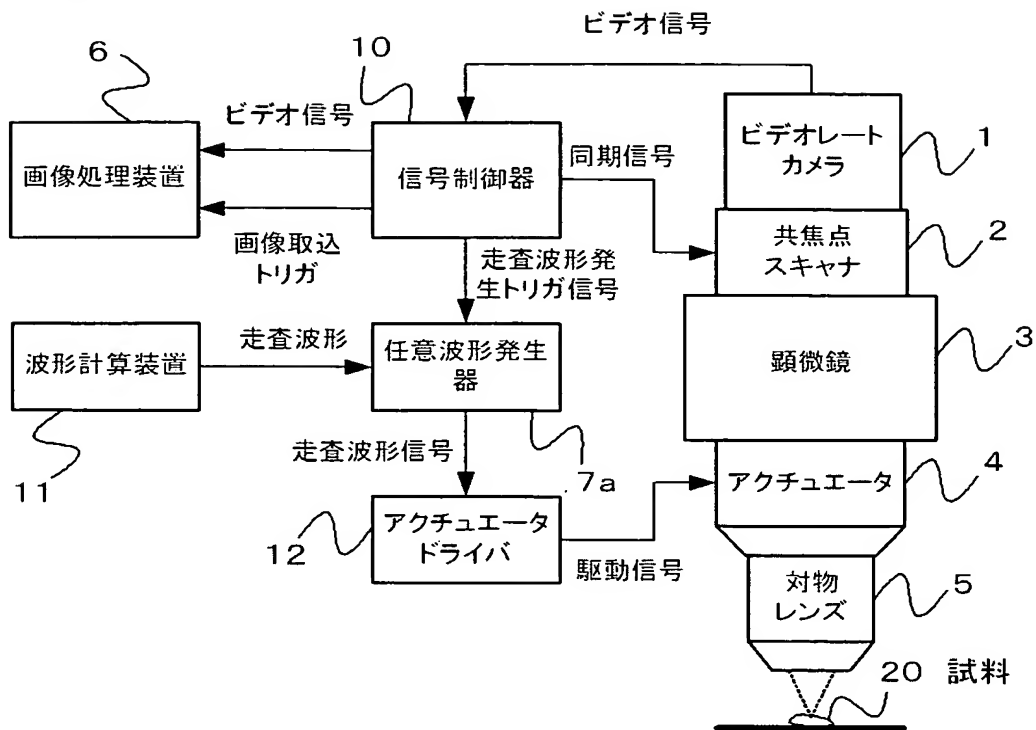 ビデオ信号
6
10
ビデオ信号
画像処理装置
信号制御器
同期信号
ビデオレート
カメラ
1
画像取込
トリガ
共焦点
スキャナ
2
走査波形発
生トリガ信号
走査波形
波形計算装置
任意波形発生
器
顕微鏡
3
11
走査波形信号
7a
アクチュエータ
4
12
アクチュエータ
ドライバ
駆動信号
対物
レンズ
5
20 試料